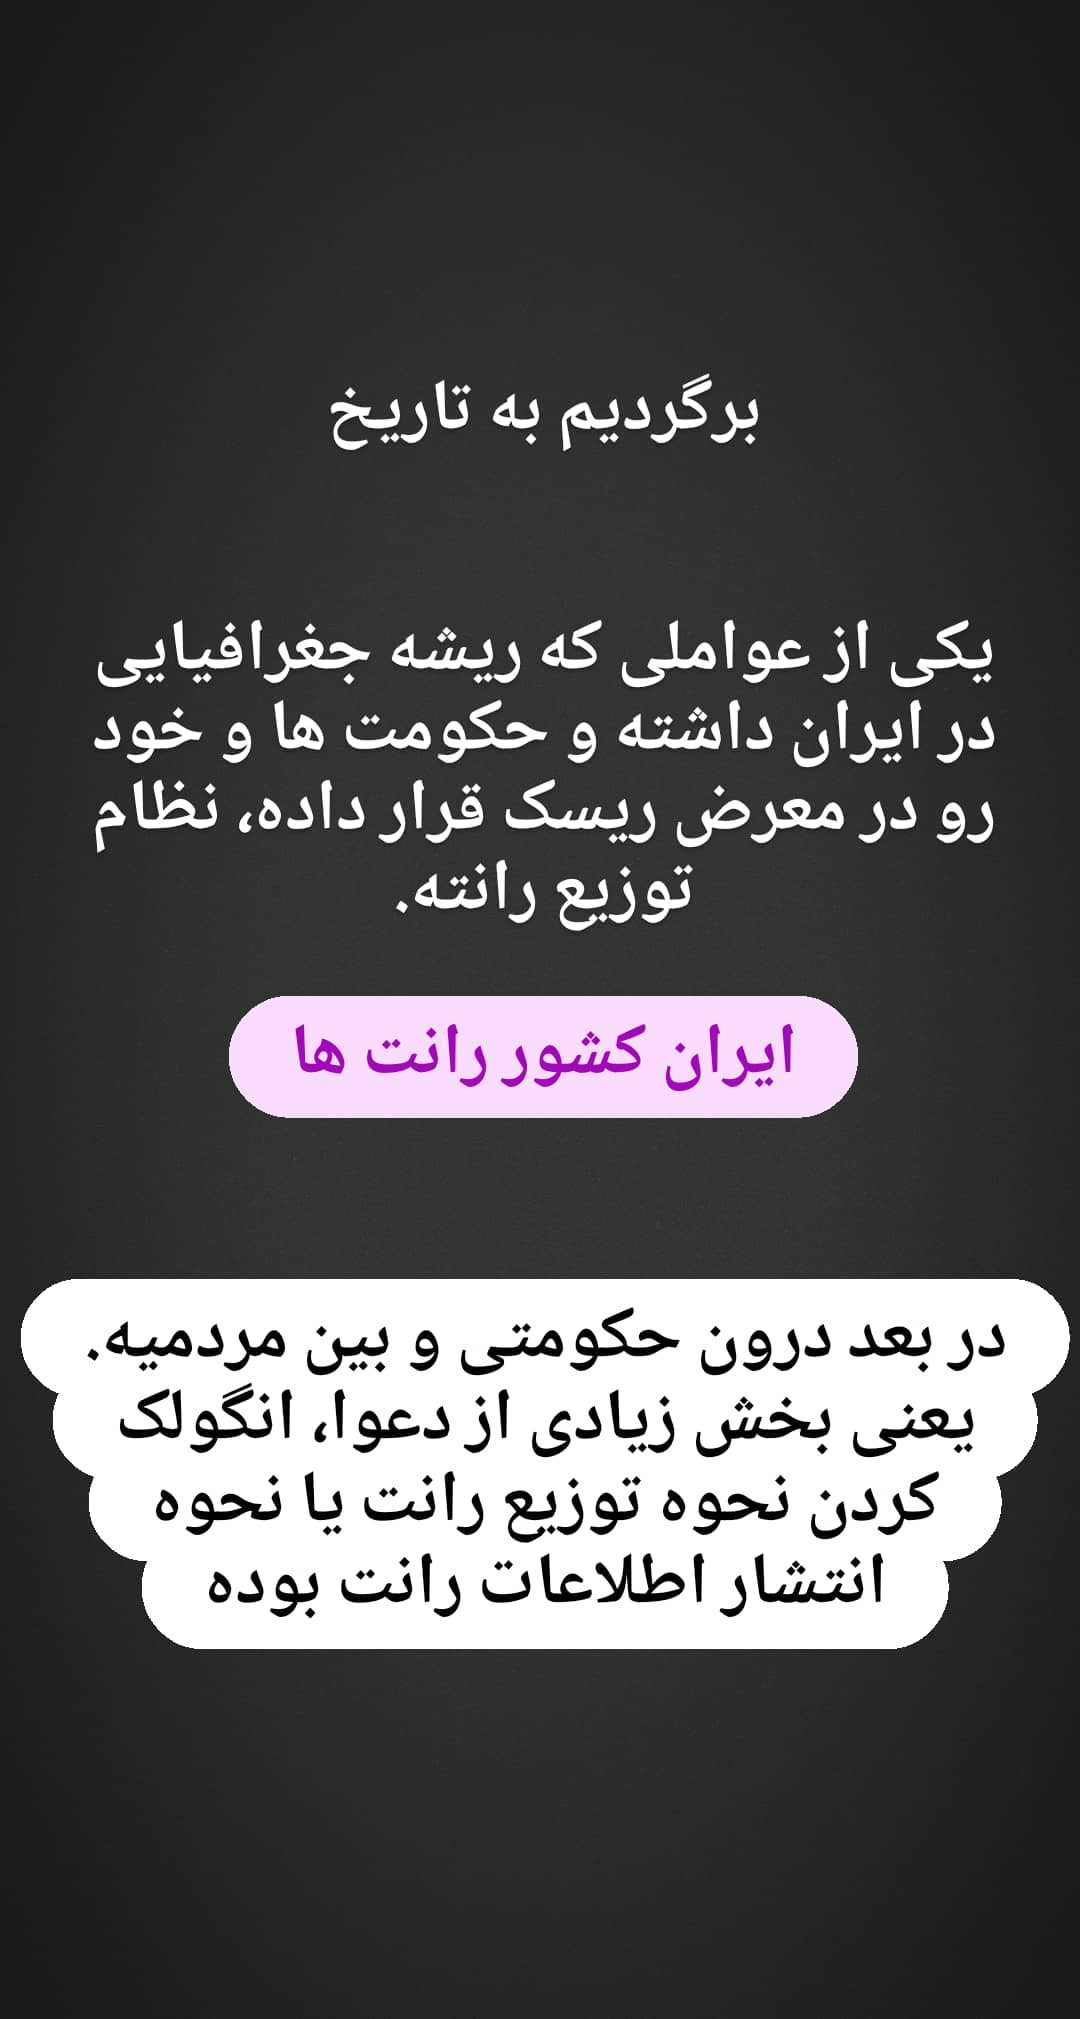 برگردیم به تاریخ
یکی از عواملی که ریشه جغرافیایی
در ایران داشته و حکومت ها و خود
رو در معرض ریسک قرار داده، نظام
توزیع رانته.
ایران کشور رانت ها
در بعد درون حکومتی و بین مردمیه.
یعنی بخش زیادی از دعوا، انگولک
کردن نحوه توزیع رانت یا نحوه
انتشار اطلاعات رانت بوده